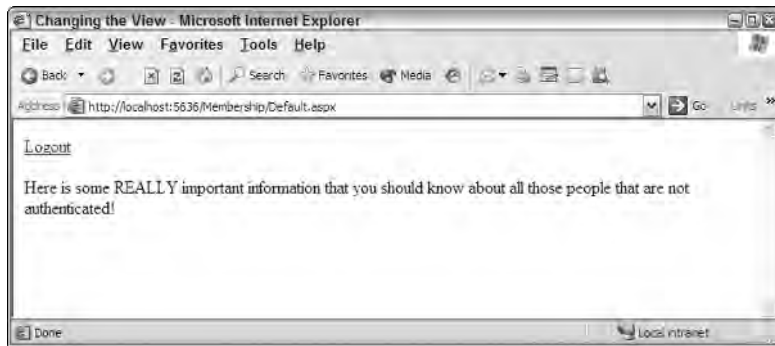 Changing the View - Microsoft Internet Explorer
File Edit View Favorites Tools Help
Back Search Favorites Media
Address http://localhost:5636/Membership/Default.aspx Go Links »
Logout
Here is some REALLY important information that you should know about all those people that are not
authenticated!
Done Local intranet